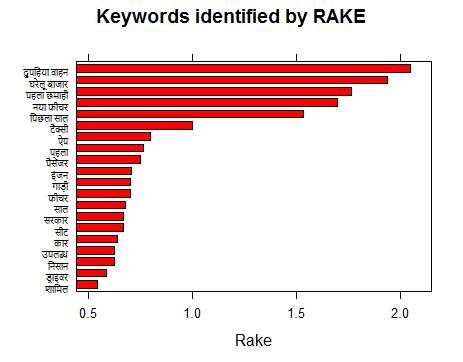 Keywords identified by RAKE
दुपहिया वाहन
घरेलू बाजार
पहली छमाही
नया फीचर
पिछला साल
टैक्सी
ऐप
पहला
पैसेंजर
इंजन
गाड़ी
फीचर
साल
सरकार
सीट
कार
उपलब्ध
निसान
ड्राइवर
शामिल
0.5 1.0 1.5 2.0
Rake